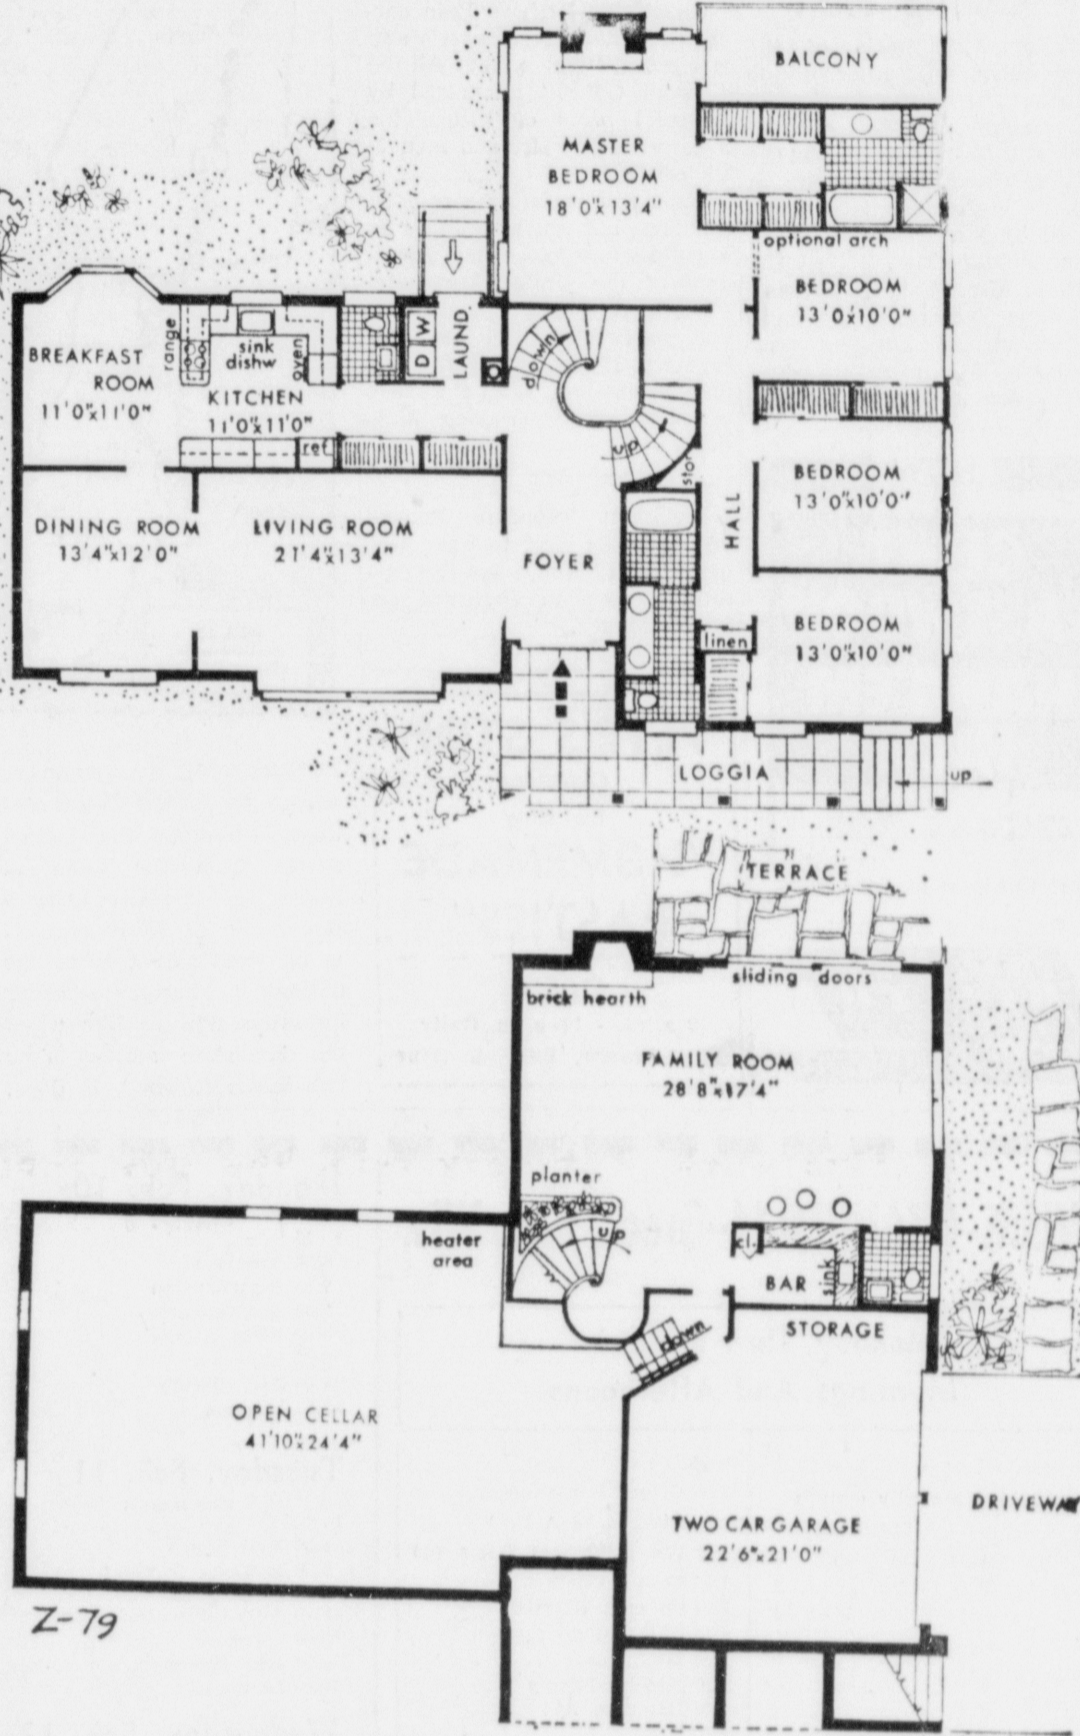 BALCONY
MASTER
BEDROOM
18'0"x13'4"
optional arch
BEDROOM
13'0"x10'0"
range
sink
dishw
oven
W
D
LAUND.
down
BREAKFAST
ROOM
11'0"x11'0"
KITCHEN
11'0"x11'0"
ref
up
stor
BEDROOM
13'0"x10'0"
HALL
DINING ROOM
13'4"x12'0"
LIVING ROOM
21'4"x13'4"
FOYER
BEDROOM
13'0"x10'0"
linen
LOGGIA
up
TERRACE
sliding doors
brick hearth
FAMILY ROOM
28'8"x17'4"
planter
up
heater
area
cl.
BAR
sink
down
STORAGE
OPEN CELLAR
41'10"x24'4"
TWO CAR GARAGE
22'6"x21'0"
DRIVEWAY
Z-79